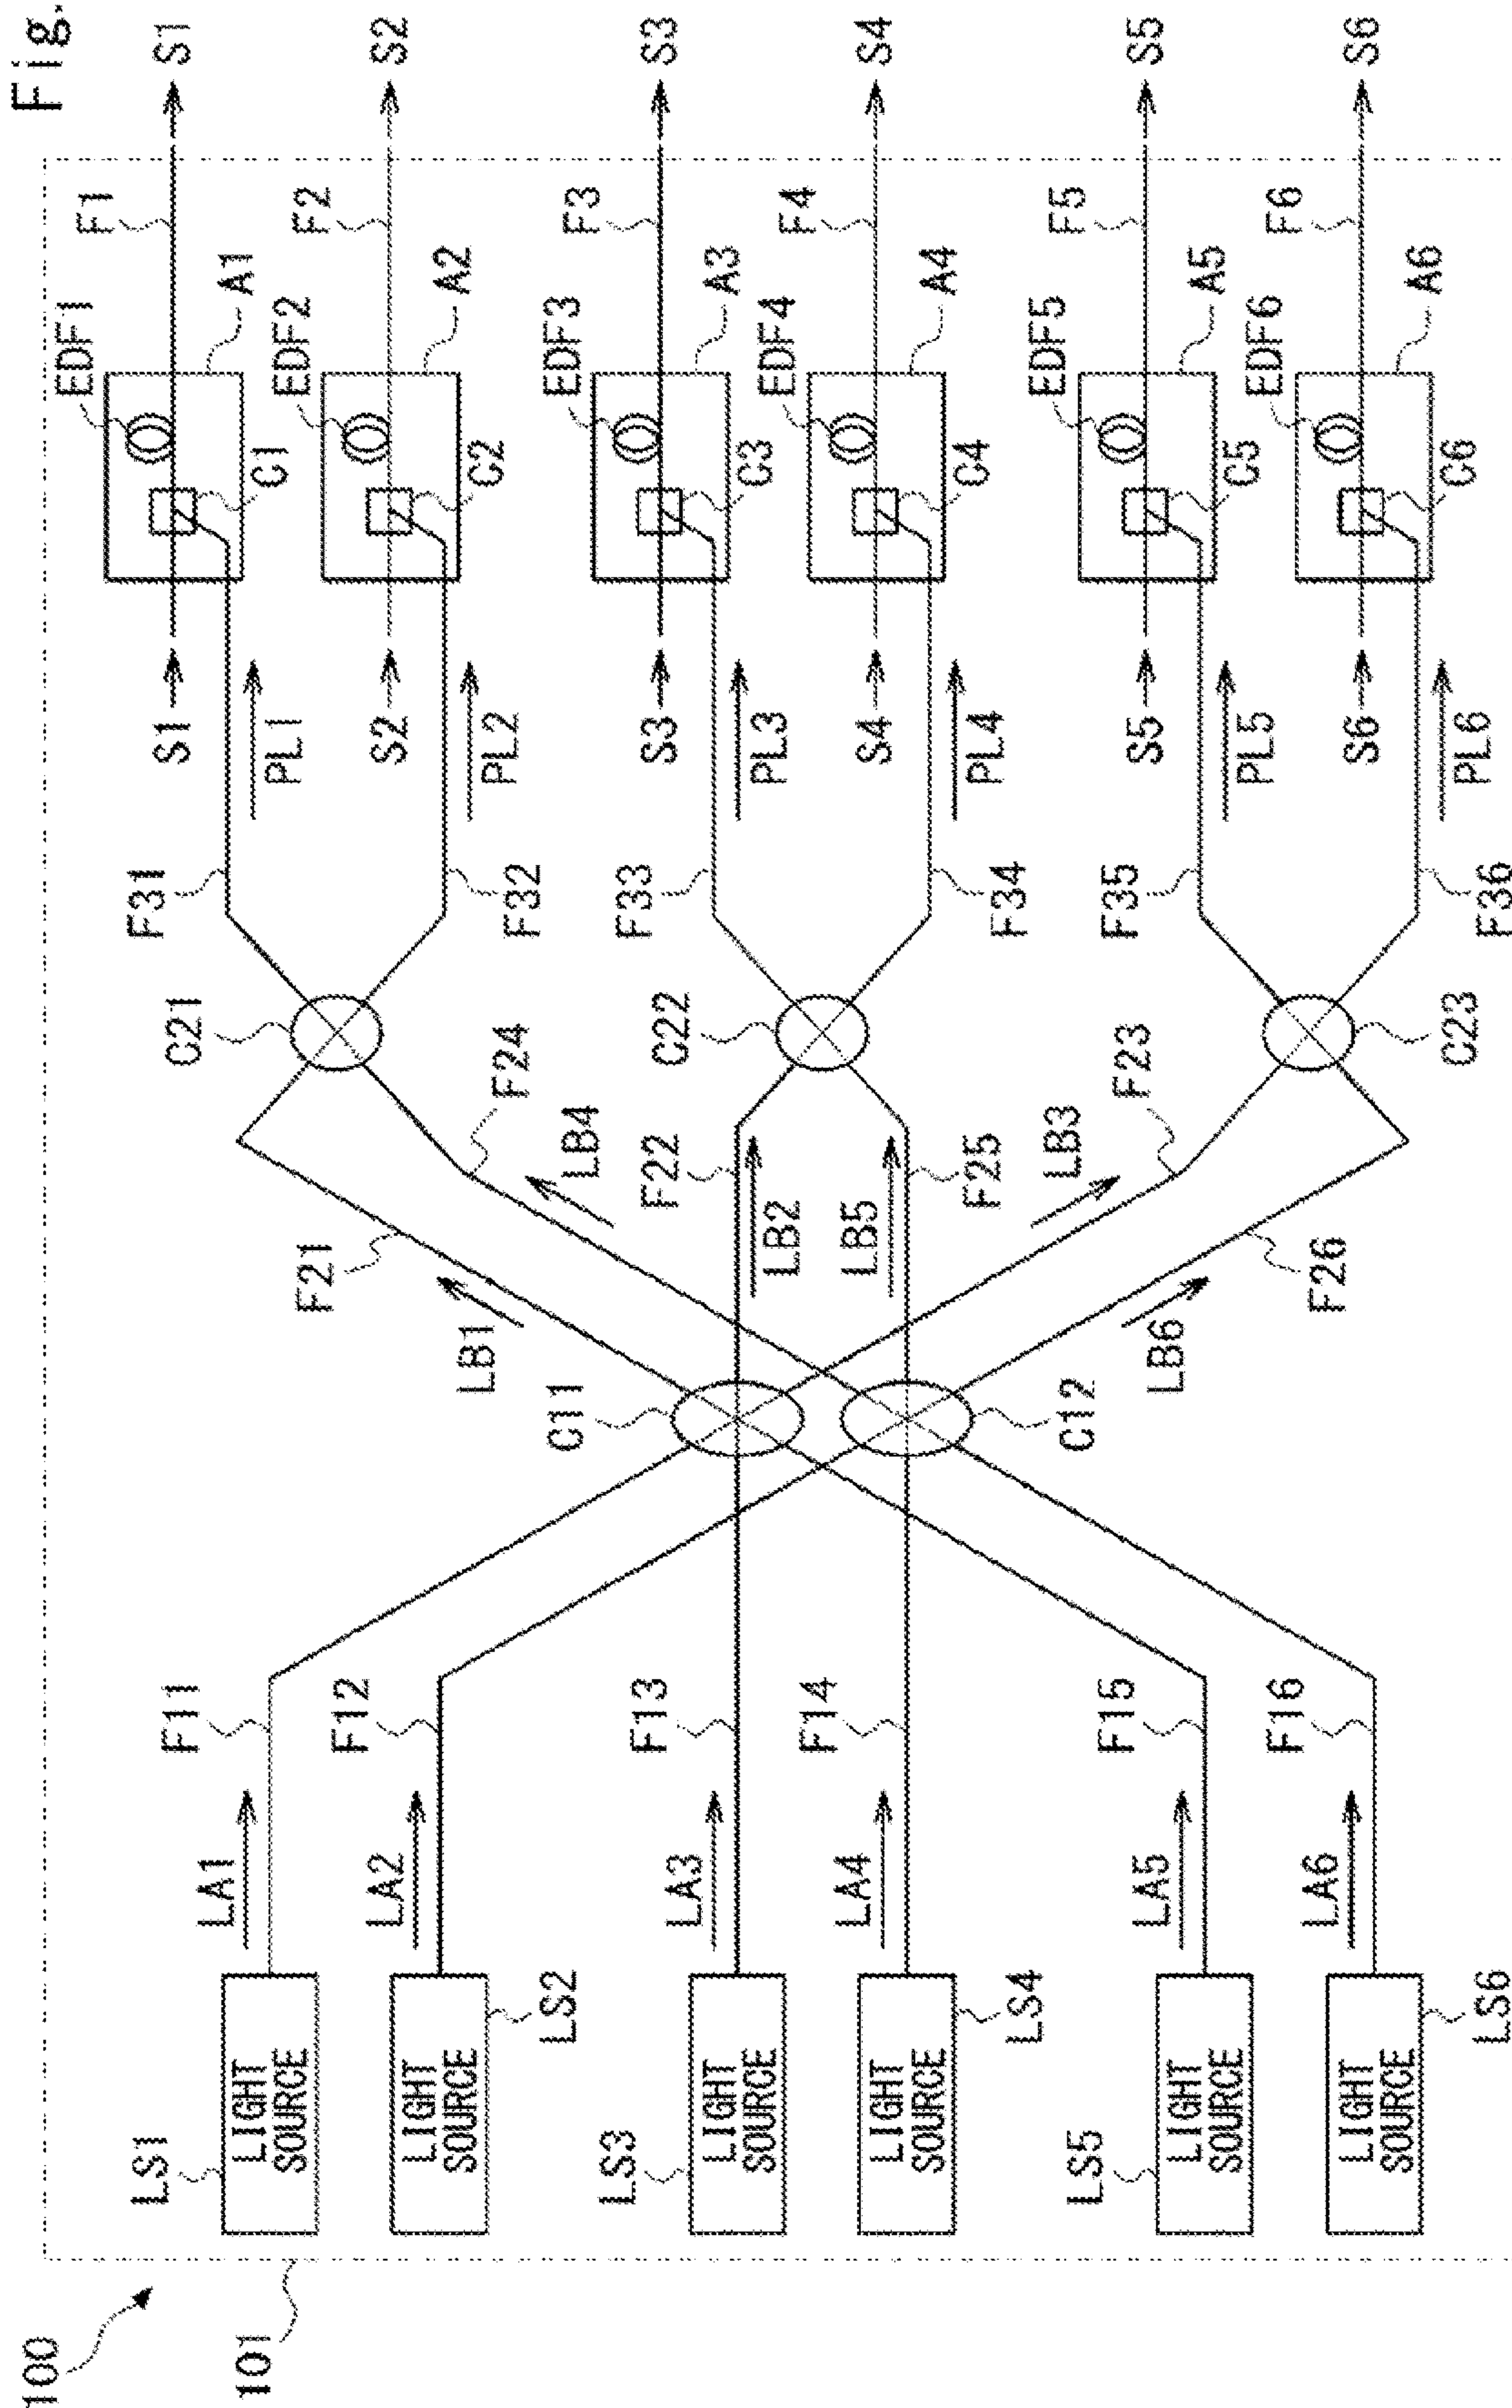 Fig.
100
101
LS1
LIGHT
SOURCE
LA1
F11
LIGHT
SOURCE
LS2
LA2
F12
LS3
LIGHT
SOURCE
LA3
F13
LIGHT
SOURCE
LS4
LA4
F14
LS5
LIGHT
SOURCE
LA5
F15
LIGHT
SOURCE
LS6
LA6
F16
C11
C12
LB1
F21
LB4
F24
F22
LB2
LB5
F25
LB3
F23
LB6
F26
C21
C22
C23
F31
S1
PL1
EDF1
C1
A1
F1
S1
F32
S2
PL2
EDF2
C2
A2
F2
S2
F33
S3
PL3
EDF3
C3
A3
F3
S3
F34
S4
PL4
EDF4
C4
A4
F4
S4
F35
S5
PL5
EDF5
C5
A5
F5
S5
F36
S6
PL6
EDF6
C6
A6
F6
S6